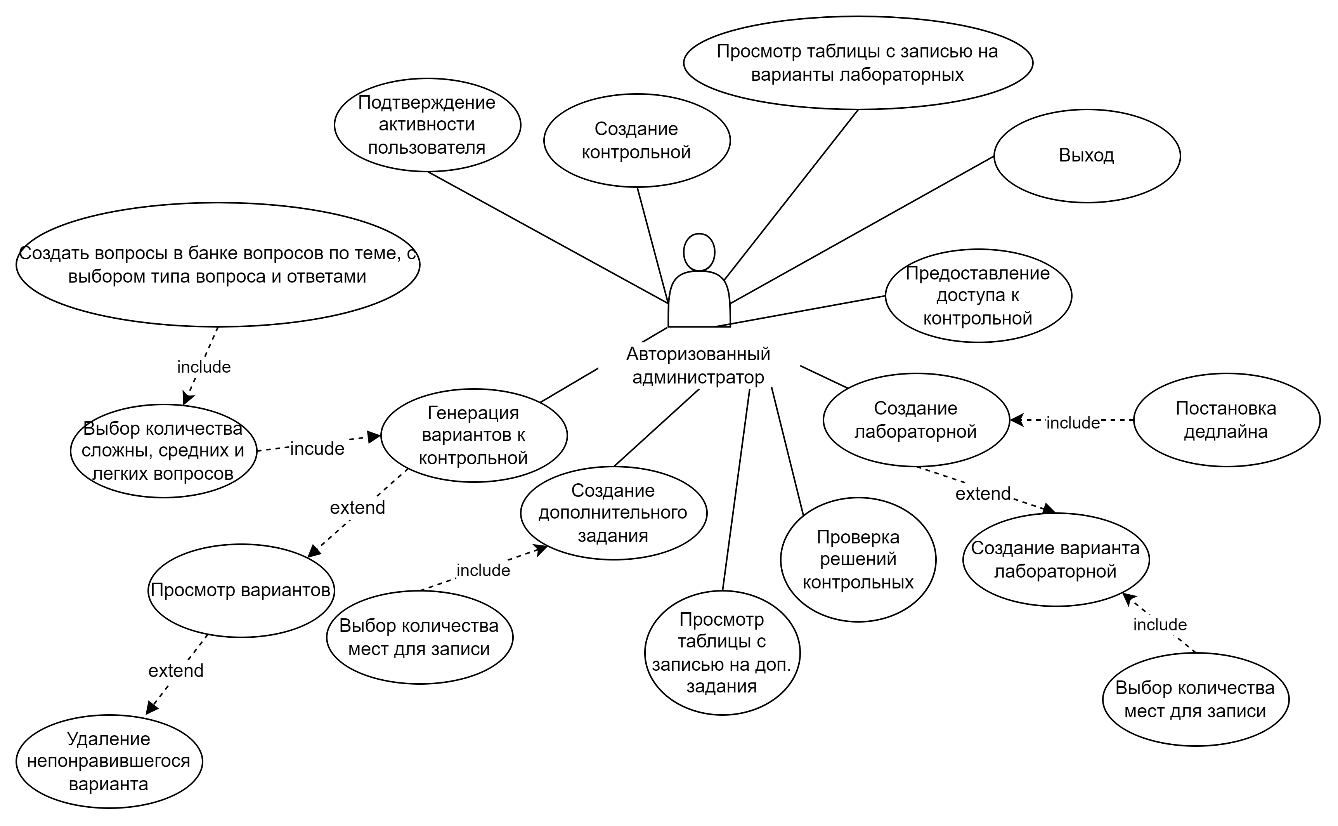 Просмотр таблицы с записью на
варианты лабораторных
Подтверждение
активности
пользователя
Создание
контрольной
Выход
Создать вопросы в банке вопросов по теме, с
выбором типа вопроса и ответами
Предоставление
доступа к
контрольной
include
Авторизованный
администратор
Выбор количества
сложны, средних и
легких вопросов
incude
Генерация
вариантов к
контрольной
Создание
лабораторной
include
Постановка
дедлайна
extend
Создание
дополнительного
задания
extend
Проверка
решений
контрольных
Создание варианта
лабораторной
include
Просмотр вариантов
Выбор количества
мест для записи
Просмотр
таблицы с
записью на доп.
задания
include
extend
Выбор количества
мест для записи
Удаление
непонравившегося
варианта